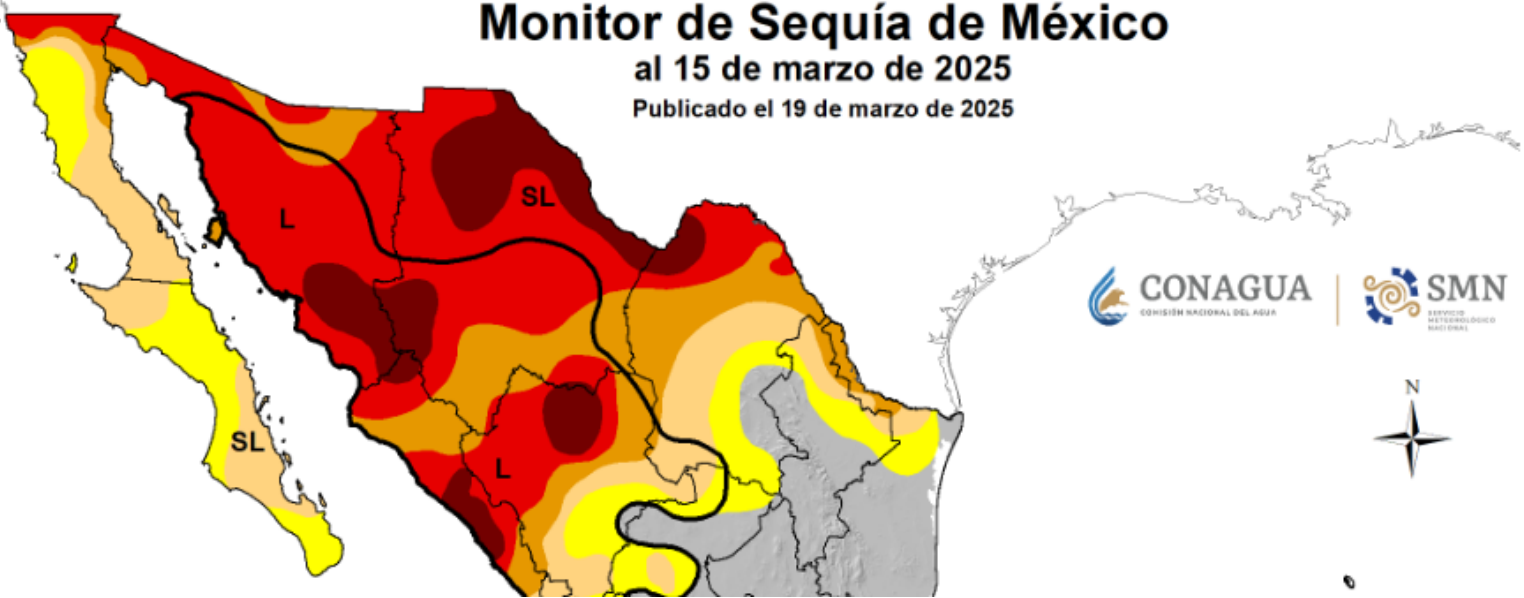 Monitor de Sequía de México
al 15 de marzo de 2025
Publicado el 19 de marzo de 2025
SL
L
CONAGUA
COMISIÓN NACIONAL DEL AGUA
SMN
SERVICIO
METEOROLÓGICO
NACIONAL
N
SL
L